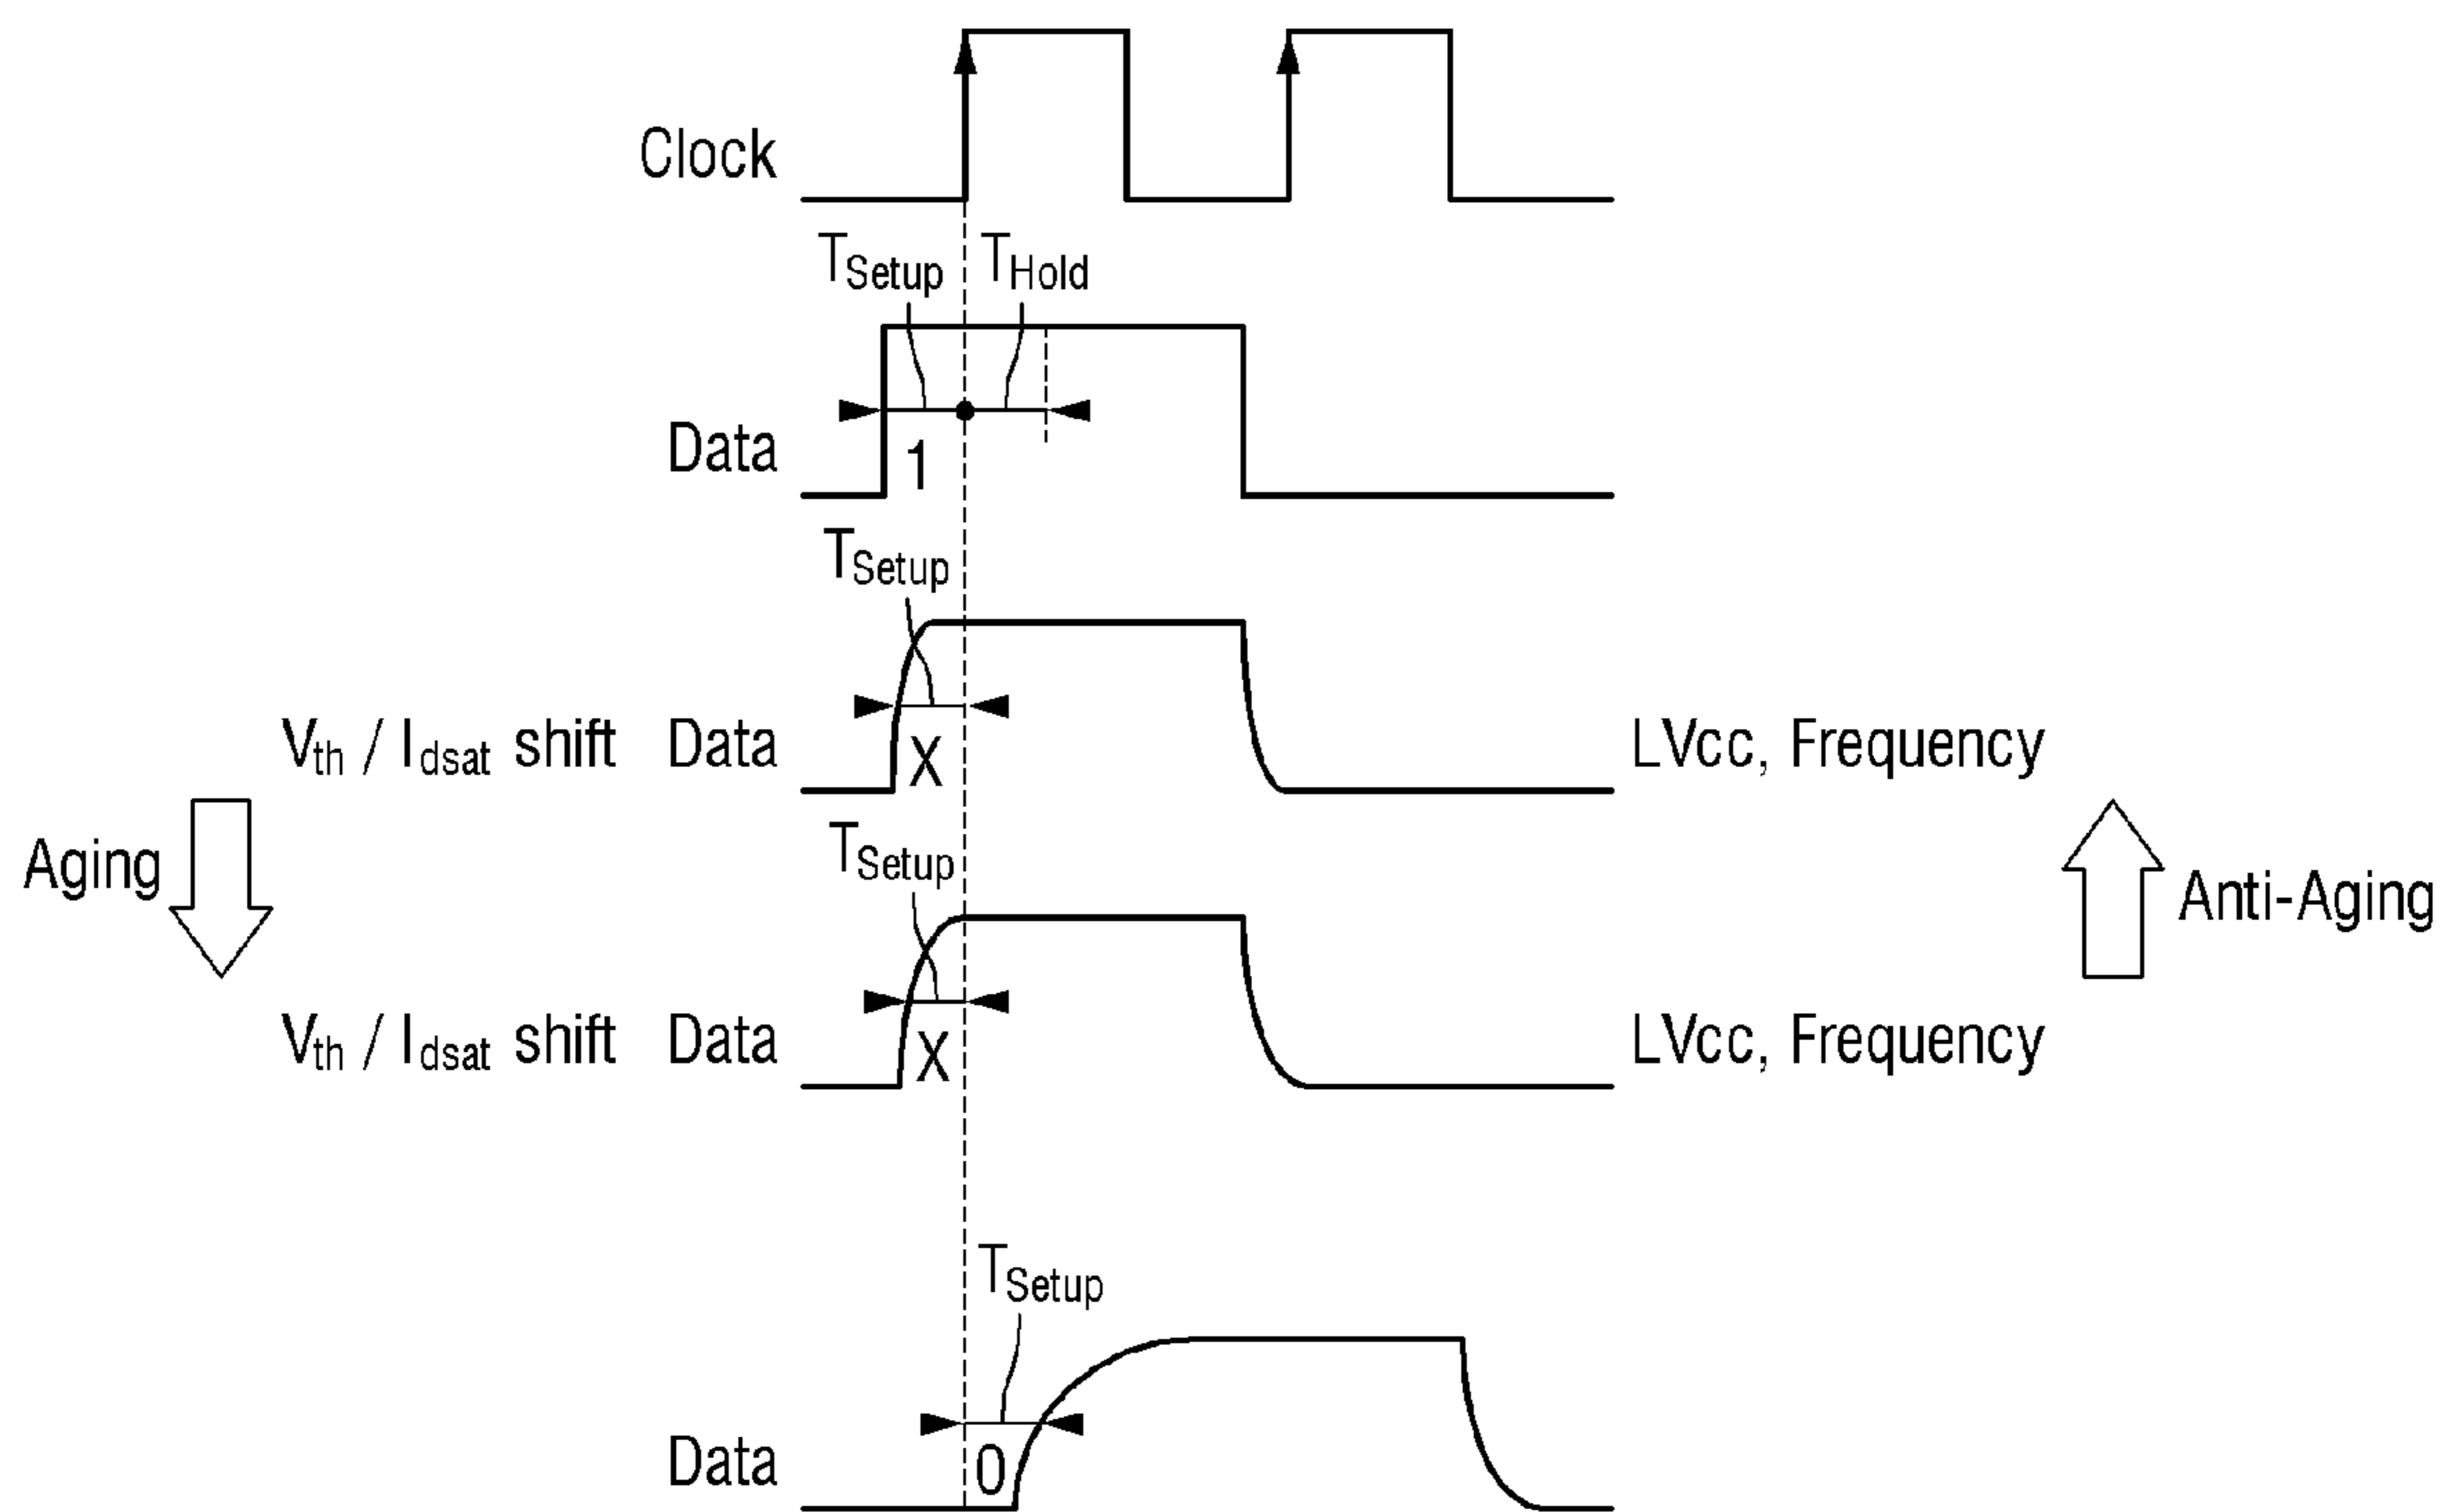 Clock
TSetup THold
Data
1
TSetup
Vth / Idsat shift Data
X
LVcc, Frequency
Aging
TSetup
Anti-Aging
Vth / Idsat shift Data
X
LVcc, Frequency
TSetup
Data
0